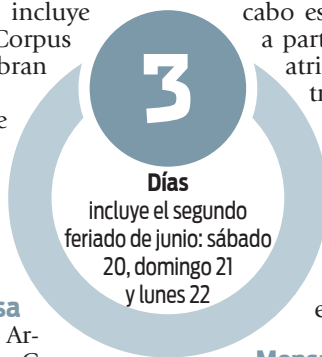 incluye
Corpus
bran
e
sa
Ar-
cabo es
a part
atri
tr
e
3
Días
incluye el segundo
feriado de junio: sábado
20, domingo 21
y lunes 22